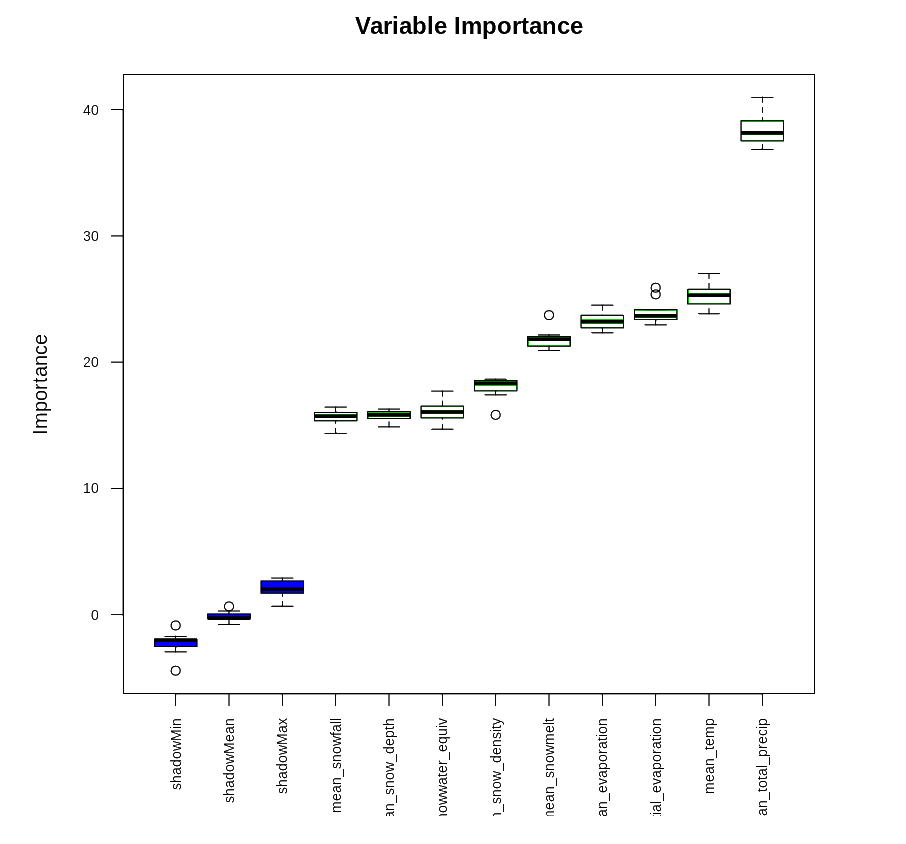 Variable Importance
Importance
40
30
20
10
0
shadowMin
shadowMean
shadowMax
mean_snowfall
an_snow_depth
nowwater_equiv
n_snow_density
nean_snowmelt
an_evaporation
ial_evaporation
mean_temp
an_total_precip